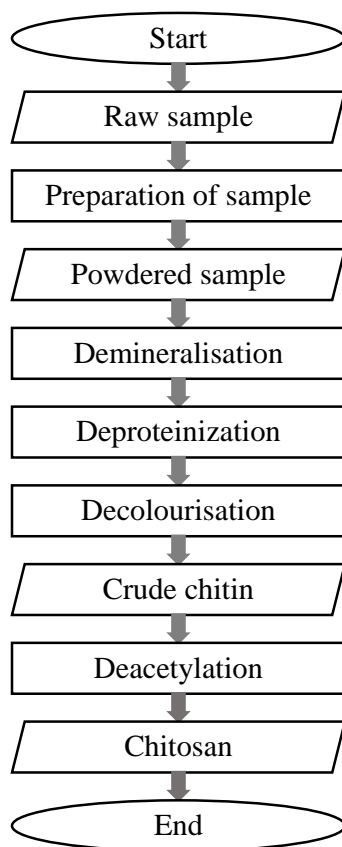 Start
Raw sample
Preparation of sample
Powdered sample
Demineralisation
Deproteinization
Decolourisation
Crude chitin
Deacetylation
Chitosan
End